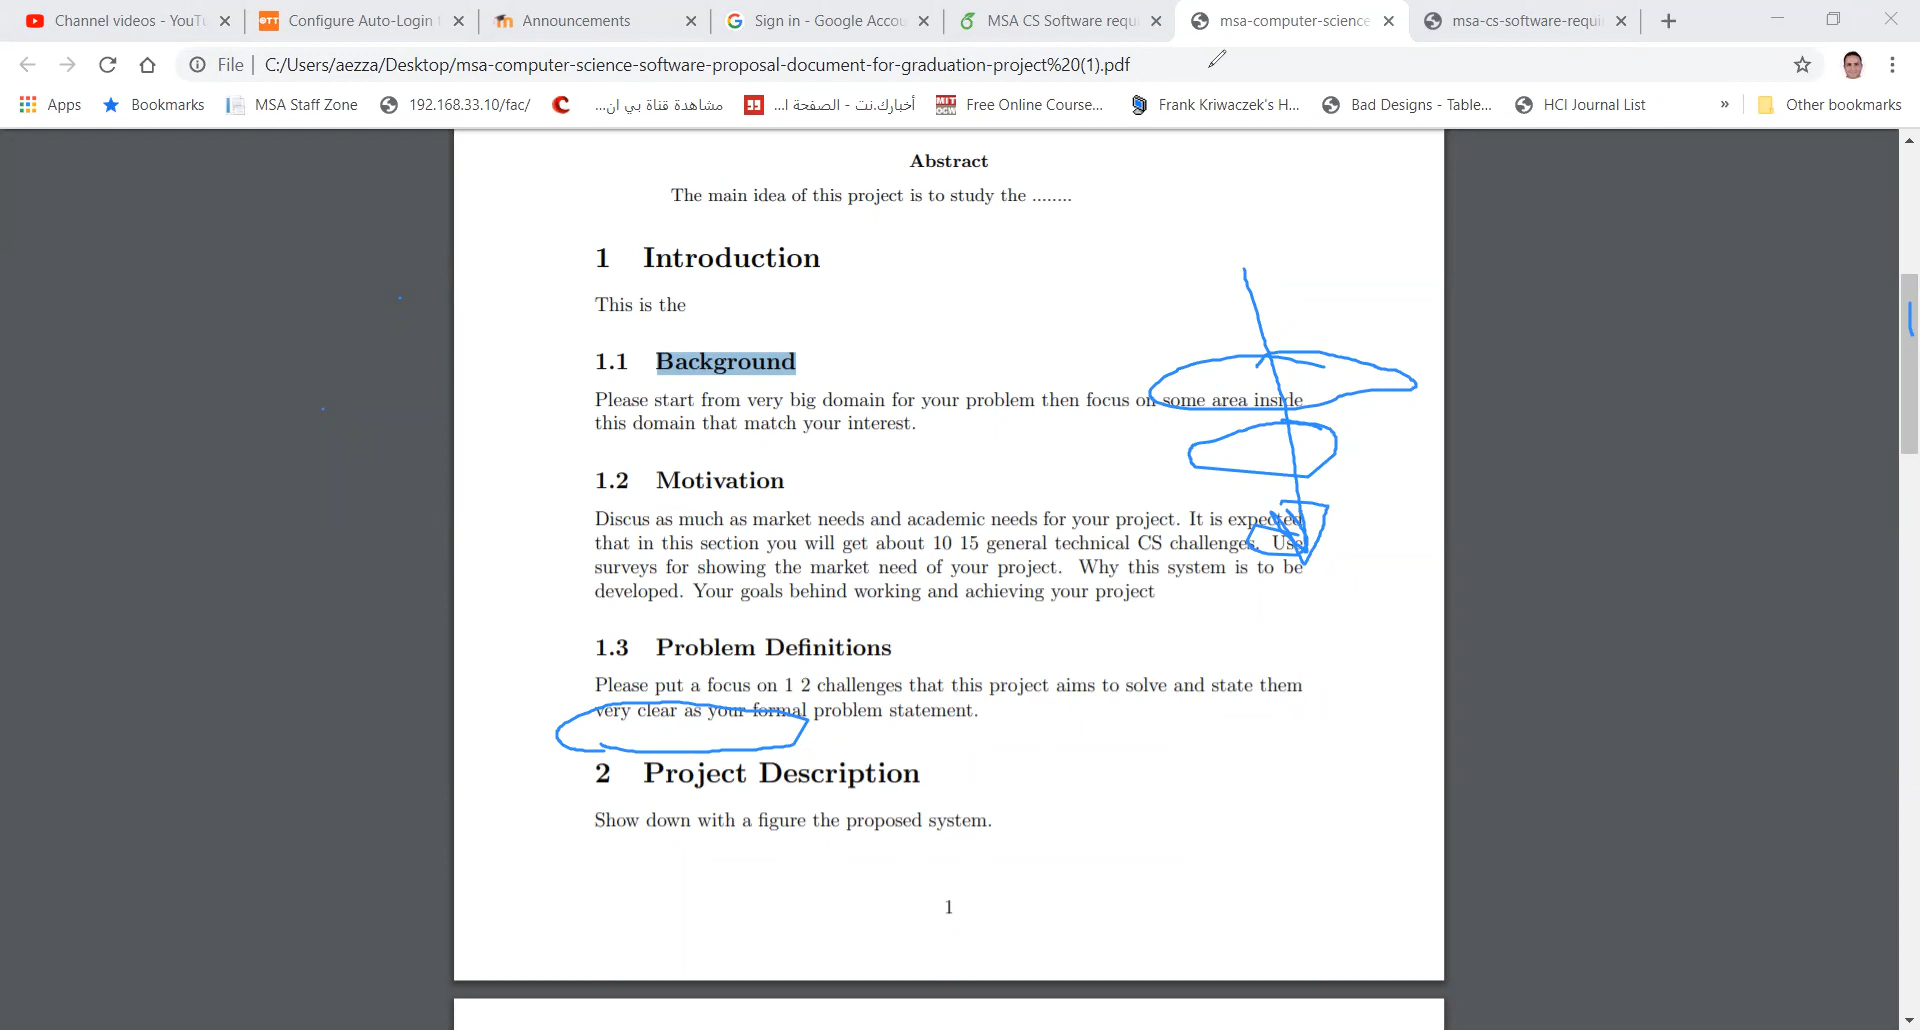 Channel videos - YouTu
Configure Auto-Login
Announcements
Sign in - Google Accou
MSA CS Software requ
msa-computer-science
msa-cs-software-requi
File | C:/Users/aezza/Desktop/msa-computer-science-software-proposal-document-for-graduation-project%20(1).pdf
Apps
Bookmarks
MSA Staff Zone
192.168.33.10/fac/
مشاهدة قناة بي ان...
أخبارك.نت - الصفحة ا...
Free Online Course...
Frank Kriwaczek's H...
Bad Designs - Table...
HCI Journal List
»
Other bookmarks
Abstract
The main idea of this project is to study the ........
1 Introduction
This is the
1.1 Background
Please start from very big domain for your problem then focus on some area inside
this domain that match your interest.
1.2 Motivation
Discus as much as market needs and academic needs for your project. It is expected
that in this section you will get about 10 15 general technical CS challenges. Use
surveys for showing the market need of your project. Why this system is to be
developed. Your goals behind working and achieving your project
1.3 Problem Definitions
Please put a focus on 1 2 challenges that this project aims to solve and state them
very clear as your formal problem statement.
2 Project Description
Show down with a figure the proposed system.
1